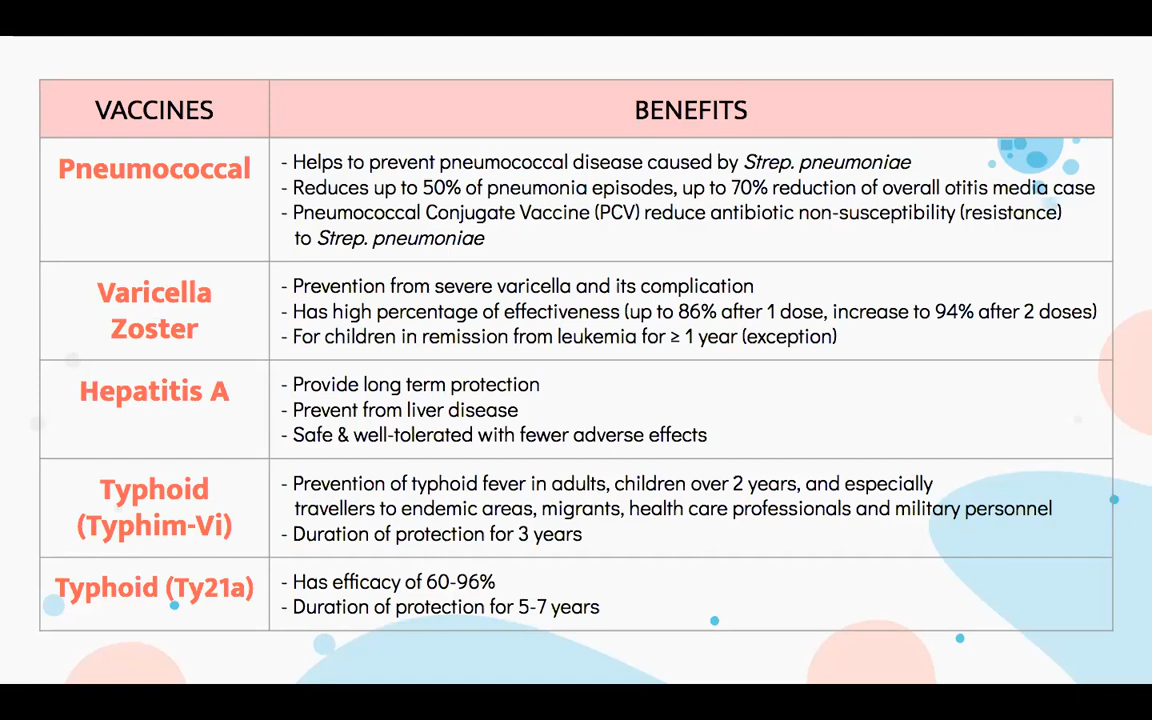 VACCINES
BENEFITS
Pneumococcal
- Helps to prevent pneumococcal disease caused by Strep. pneumoniae
- Reduces up to 50% of pneumonia episodes, up to 70% reduction of overall otitis media case
- Pneumococcal Conjugate Vaccine (PCV) reduce antibiotic non-susceptibility (resistance)
to Strep. pneumoniae
Varicella
Zoster
- Prevention from severe varicella and its complication
- Has high percentage of effectiveness (up to 86% after 1 dose, increase to 94% after 2 doses)
- For children in remission from leukemia for ≥ 1 year (exception)
Hepatitis A
- Provide long term protection
- Prevent from liver disease
- Safe & well-tolerated with fewer adverse effects
Typhoid
(Typhim-Vi)
- Prevention of typhoid fever in adults, children over 2 years, and especially
travellers to endemic areas, migrants, health care professionals and military personnel
- Duration of protection for 3 years
Typhoid (Ty21a)
- Has efficacy of 60-96%
- Duration of protection for 5-7 years